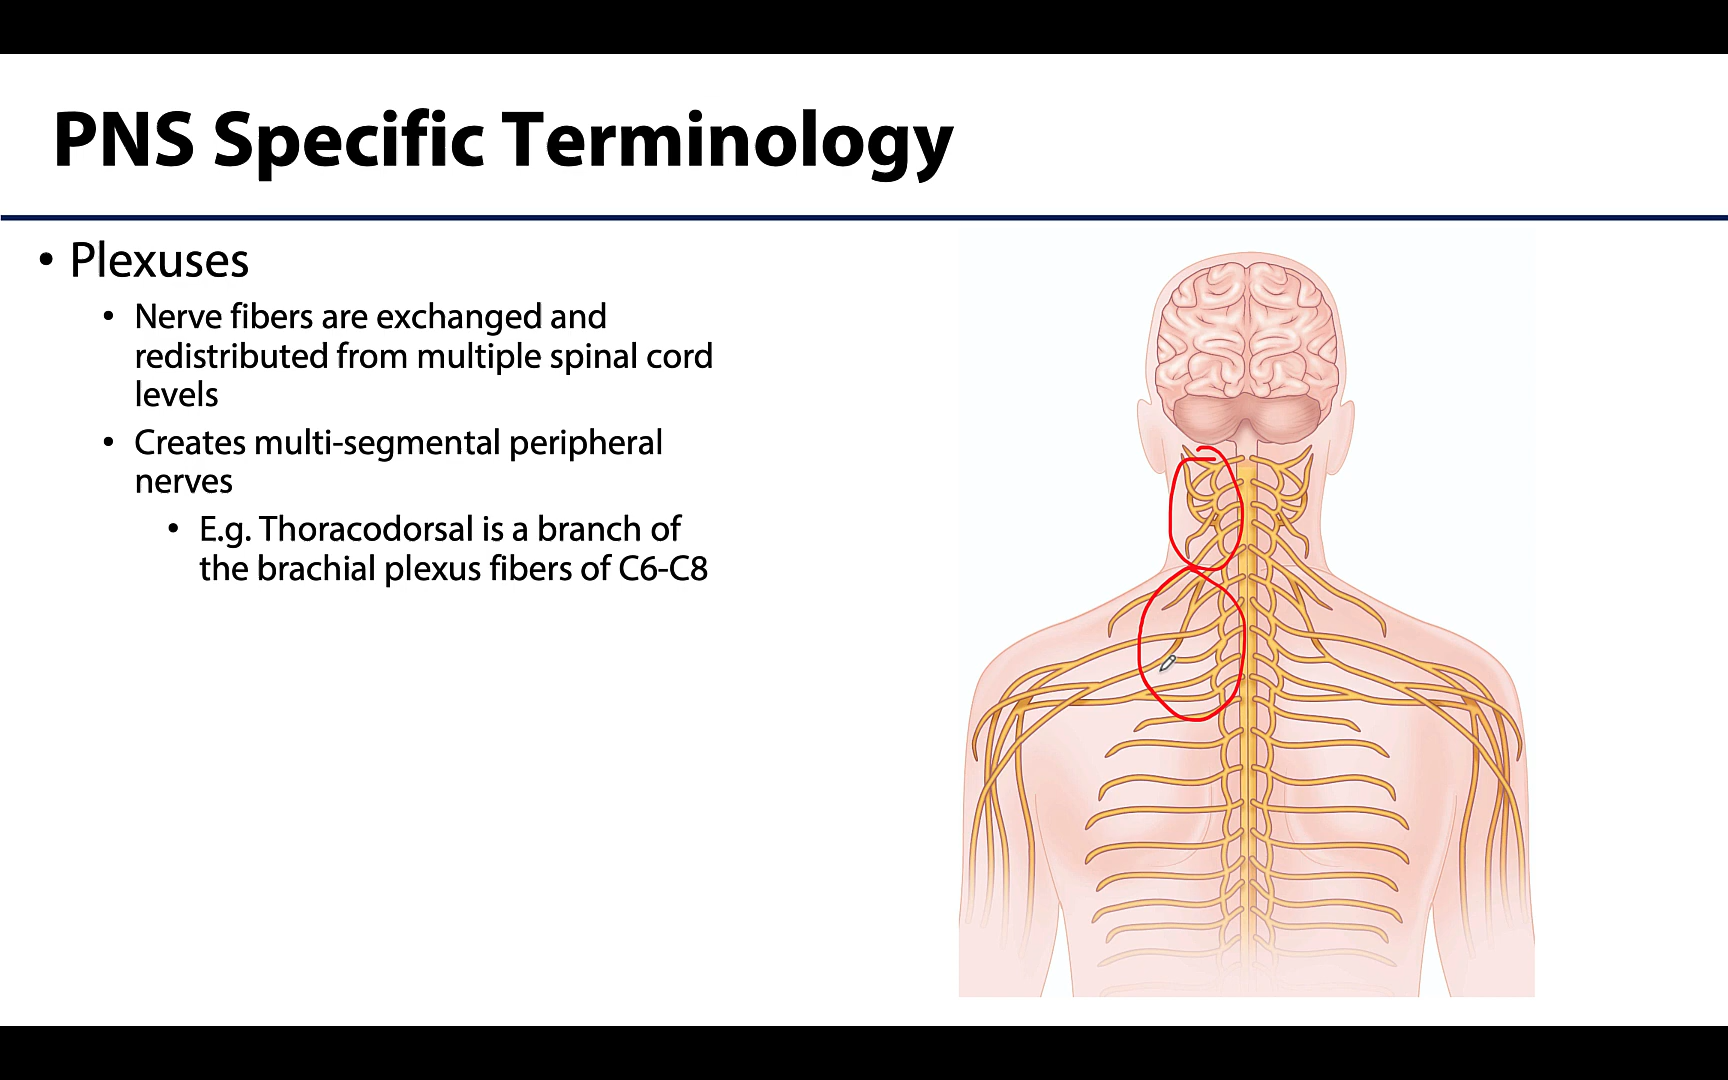 PNS Specific Terminology
• Plexuses
• Nerve fibers are exchanged and
redistributed from multiple spinal cord
levels
• Creates multi-segmental peripheral
nerves
• E.g. Thoracodorsal is a branch of
the brachial plexus fibers of C6-C8